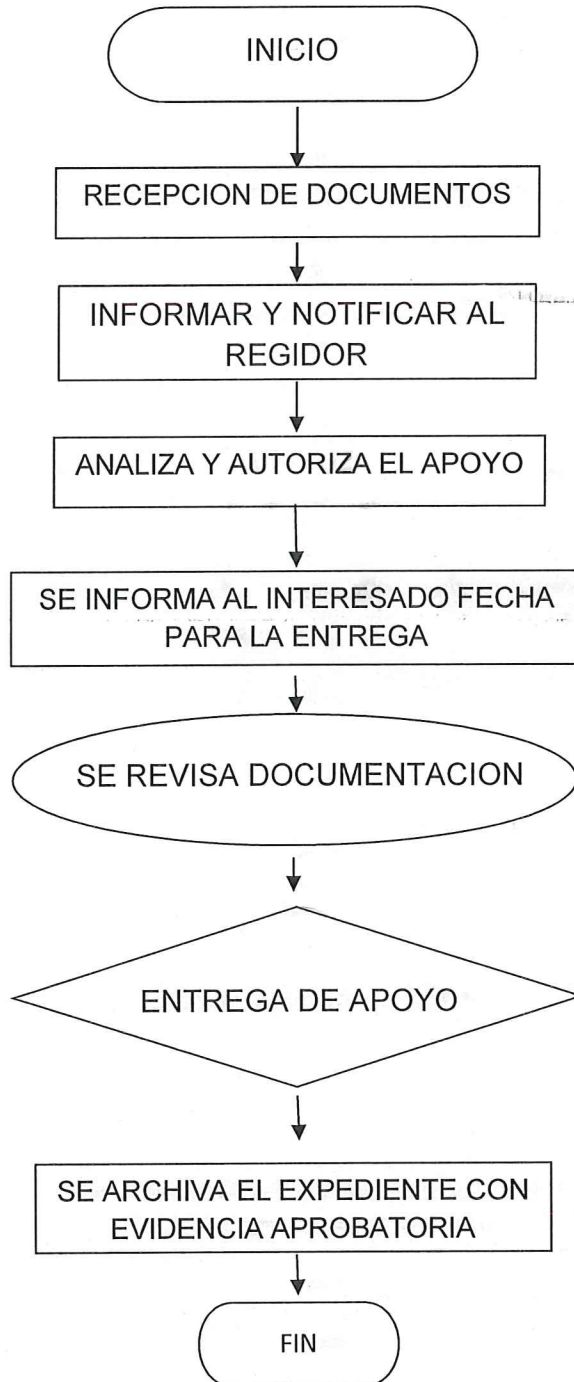 INICIO
RECEPCION DE DOCUMENTOS
INFORMAR Y NOTIFICAR AL
REGIDOR
ANALIZA Y AUTORIZA EL APOYO
SE INFORMA AL INTERESADO FECHA
PARA LA ENTREGA
SE REVISA DOCUMENTACION
ENTREGA DE APOYO
SE ARCHIVA EL EXPEDIENTE CON
EVIDENCIA APROBATORIA
FIN